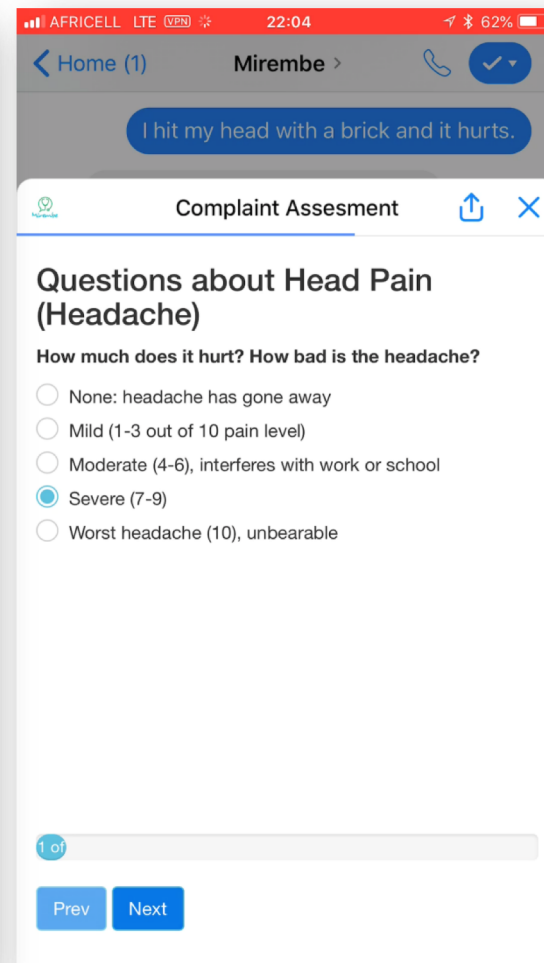 AFRICELL LTE VPN 22:04 62%
Home (1) Mirembe
I hit my head with a brick and it hurts.
Mirembe Complaint Assesment
Questions about Head Pain
(Headache)
How much does it hurt? How bad is the headache?
None: headache has gone away
Mild (1-3 out of 10 pain level)
Moderate (4-6), interferes with work or school
Severe (7-9)
Worst headache (10), unbearable
1 of
Prev Next